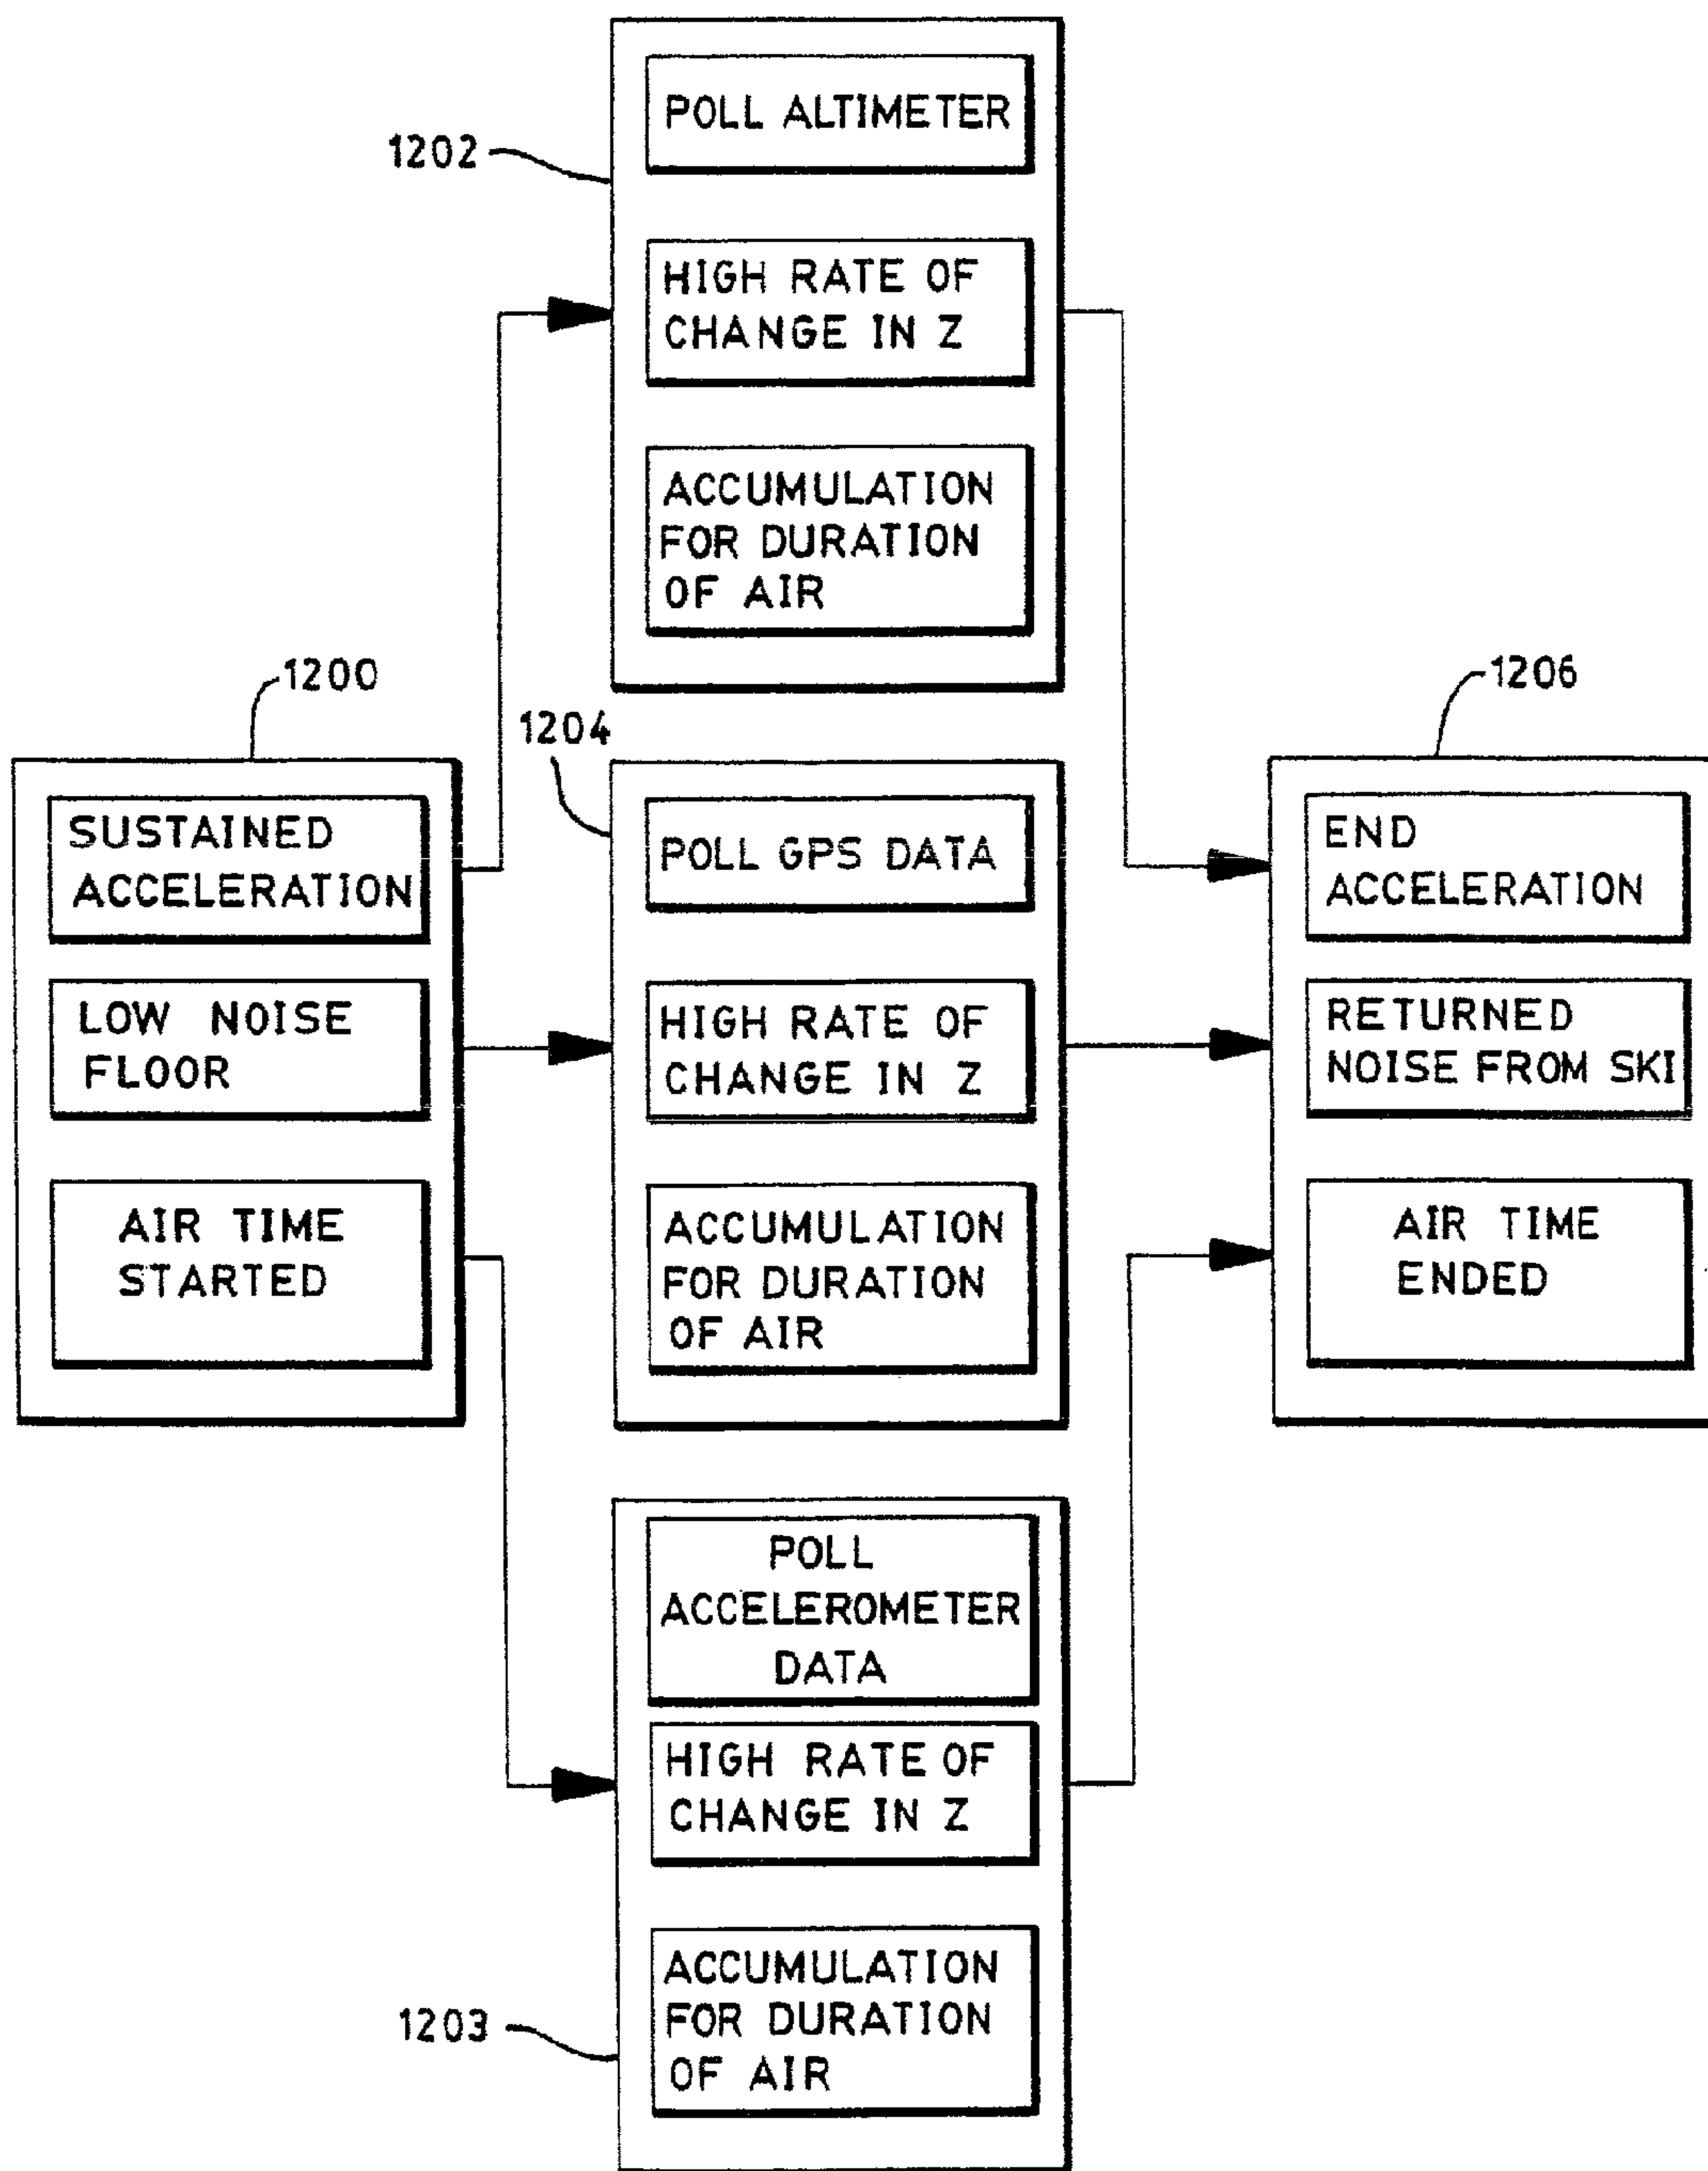 1200
SUSTAINED
ACCELERATION
LOW NOISE
FLOOR
AIR TIME
STARTED
1202
POLL ALTIMETER
HIGH RATE OF
CHANGE IN Z
ACCUMULATION
FOR DURATION
OF AIR
1204
POLL GPS DATA
HIGH RATE OF
CHANGE IN Z
ACCUMULATION
FOR DURATION
OF AIR
1203
POLL
ACCELEROMETER
DATA
HIGH RATE OF
CHANGE IN Z
ACCUMULATION
FOR DURATION
OF AIR
1206
END
ACCELERATION
RETURNED
NOISE FROM SKI
AIR TIME
ENDED